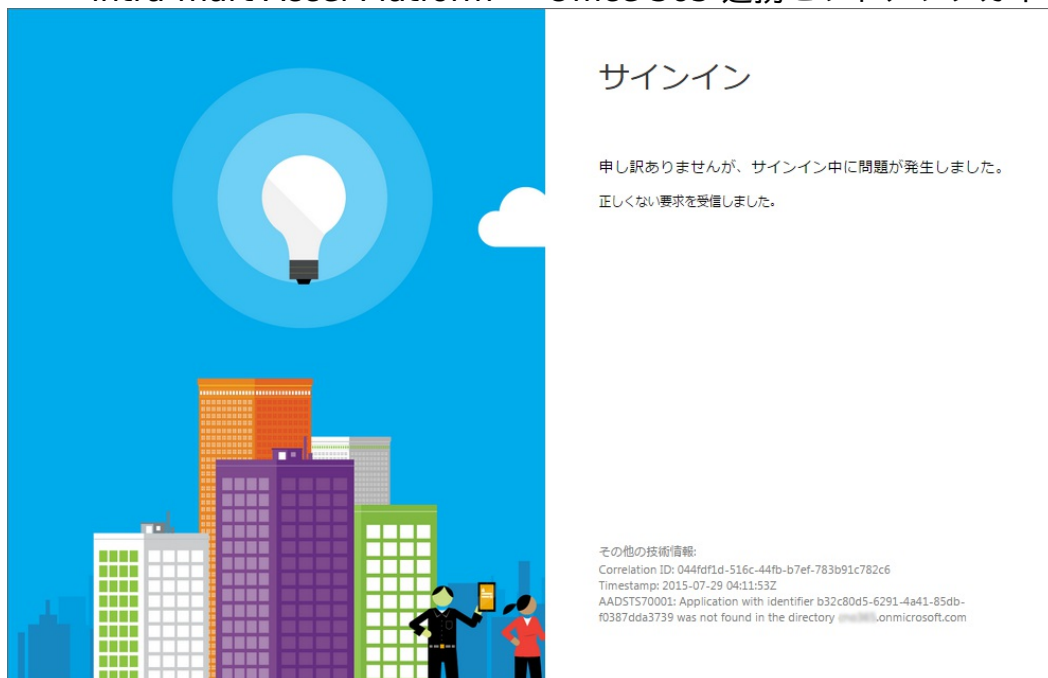 サインイン
申し訳ありませんが、サインイン中に問題が発生しました。
正しくない要求を受信しました。
その他の技術情報:
Correlation ID: 044fdf1d-516c-44fb-b7ef-783b91c782c6
Timestamp: 2015-07-29 04:11:53Z
AADSTS70001: Application with identifier b32c80d5-6291-4a41-85db-
f0387dda3739 was not found in the directory .onmicrosoft.com